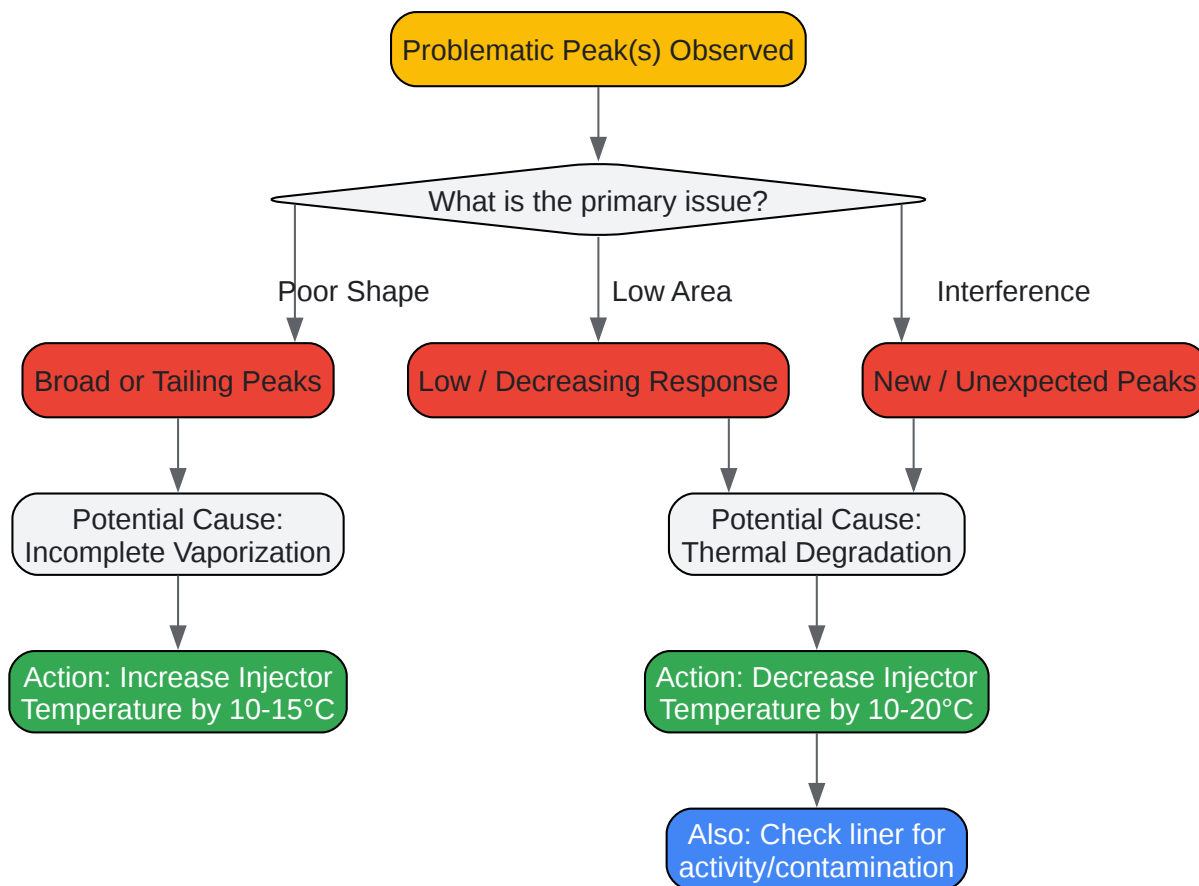 Problematic Peak(s) Observed
What is the primary issue?
Poor Shape
Low Area
Interference
Broad or Tailing Peaks
Low / Decreasing Response
New / Unexpected Peaks
Potential Cause:
Incomplete Vaporization
Potential Cause:
Thermal Degradation
Action: Increase Injector
Temperature by 10-15°C
Action: Decrease Injector
Temperature by 10-20°C
Also: Check liner for
activity/contamination